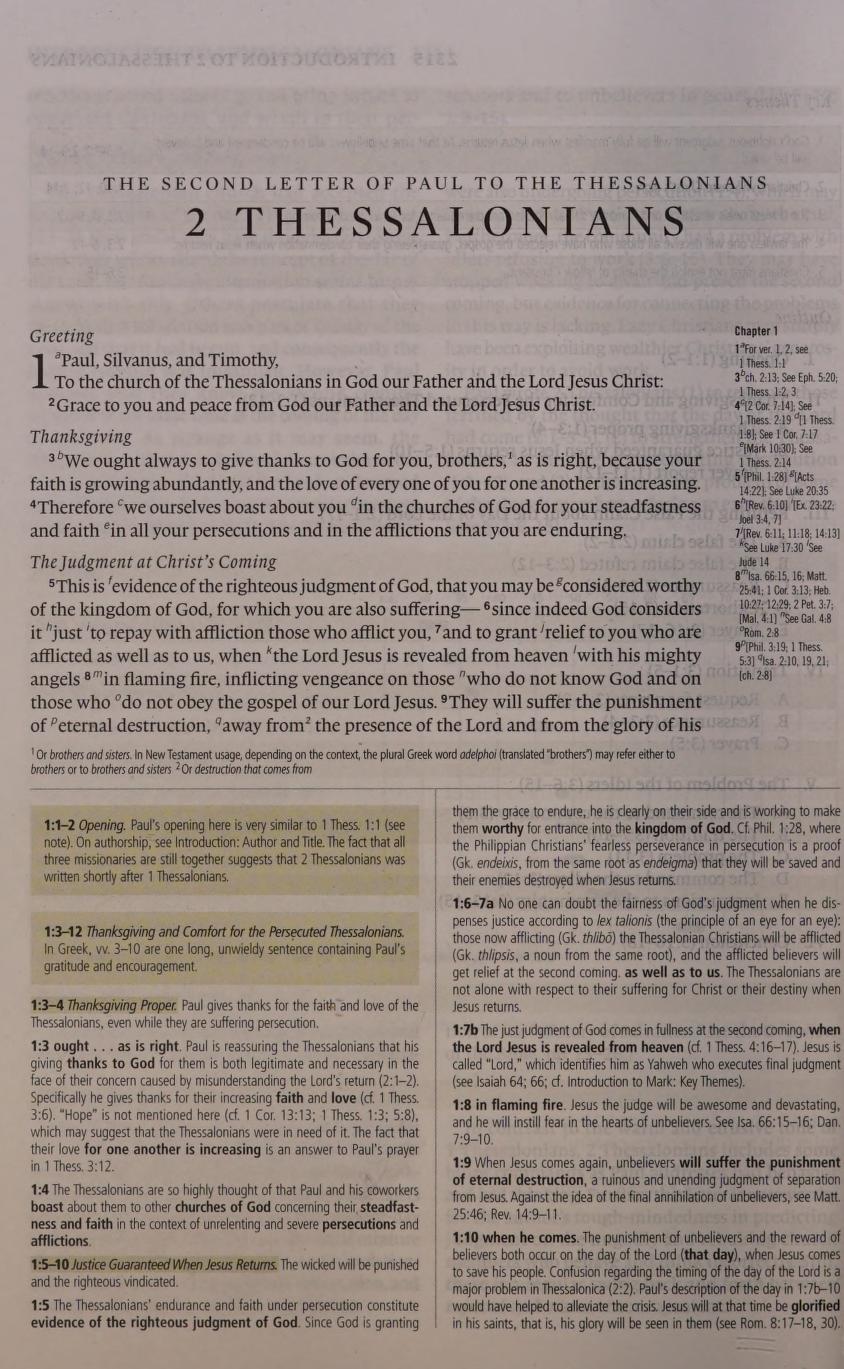 THE SECOND LETTER OF PAUL TO THE THESSALONIANS
2 THESSALONIANS
Greeting
1 aPaul, Silvanus, and Timothy,
To the church of the Thessalonians in God our Father and the Lord Jesus Christ:
2Grace to you and peace from God our Father and the Lord Jesus Christ.
Thanksgiving
3 bWe ought always to give thanks to God for you, brothers,1 as is right, because your
faith is growing abundantly, and the love of every one of you for one another is increasing.
4Therefore cwe ourselves boast about you din the churches of God for your steadfastness
and faith ein all your persecutions and in the afflictions that you are enduring.
The Judgment at Christ's Coming
5This is fevidence of the righteous judgment of God, that you may be gconsidered worthy
of the kingdom of God, for which you are also suffering— 6since indeed God considers
it hjust ito repay with affliction those who afflict you, 7and to grant jrelief to you who are
afflicted as well as to us, when kthe Lord Jesus is revealed from heaven lwith his mighty
angels 8 min flaming fire, inflicting vengeance on those nwho do not know God and on
those who odo not obey the gospel of our Lord Jesus. 9They will suffer the punishment
of peternal destruction, qaway from2 the presence of the Lord and from the glory of his
Chapter 1
1 aFor ver. 1, 2, see
1 Thess. 1:1
3 bch. 2:13; See Eph. 5:20;
1 Thess. 1:2, 3
4 c[2 Cor. 7:14]; See
1 Thess. 2:19 d[1 Thess.
1:8]; See 1 Cor. 7:17
e[Mark 10:30]; See
1 Thess. 2:14
5 f[Phil. 1:28] g[Acts
14:22]; See Luke 20:35
6 h[Rev. 6:10] i[Ex. 23:22;
Joel 3:4, 7]
7 j[Rev. 6:11; 11:18; 14:13]
kSee Luke 17:30 lSee
Jude 14
8 mIsa. 66:15, 16; Matt.
25:41; 1 Cor. 3:13; Heb.
10:27; 12:29; 2 Pet. 3:7;
[Mal. 4:1] nSee Gal. 4:8
oRom. 2:8
9 p[Phil. 3:19; 1 Thess.
5:3] qIsa. 2:10, 19, 21;
[ch. 2:8]
1 Or brothers and sisters. In New Testament usage, depending on the context, the plural Greek word adelphoi (translated "brothers") may refer either to
brothers or to brothers and sisters 2 Or destruction that comes from
1:1–2 Opening. Paul's opening here is very similar to 1 Thess. 1:1 (see
note). On authorship, see Introduction: Author and Title. The fact that all
three missionaries are still together suggests that 2 Thessalonians was
written shortly after 1 Thessalonians.
1:3–12 Thanksgiving and Comfort for the Persecuted Thessalonians.
In Greek, vv. 3–10 are one long, unwieldy sentence containing Paul's
gratitude and encouragement.
1:3–4 Thanksgiving Proper. Paul gives thanks for the faith and love of the
Thessalonians, even while they are suffering persecution.
1:3 ought . . . as is right. Paul is reassuring the Thessalonians that his
giving thanks to God for them is both legitimate and necessary in the
face of their concern caused by misunderstanding the Lord's return (2:1–2).
Specifically he gives thanks for their increasing faith and love (cf. 1 Thess.
3:6). "Hope" is not mentioned here (cf. 1 Cor. 13:13; 1 Thess. 1:3; 5:8),
which may suggest that the Thessalonians were in need of it. The fact that
their love for one another is increasing is an answer to Paul's prayer
in 1 Thess. 3:12.
1:4 The Thessalonians are so highly thought of that Paul and his coworkers
boast about them to other churches of God concerning their steadfast-
ness and faith in the context of unrelenting and severe persecutions and
afflictions.
1:5–10 Justice Guaranteed When Jesus Returns. The wicked will be punished
and the righteous vindicated.
1:5 The Thessalonians' endurance and faith under persecution constitute
evidence of the righteous judgment of God. Since God is granting
them the grace to endure, he is clearly on their side and is working to make
them worthy for entrance into the kingdom of God. Cf. Phil. 1:28, where
the Philippian Christians' fearless perseverance in persecution is a proof
(Gk. endeixis, from the same root as endeigma) that they will be saved and
their enemies destroyed when Jesus returns.
1:6–7a No one can doubt the fairness of God's judgment when he dis-
penses justice according to lex talionis (the principle of an eye for an eye):
those now afflicting (Gk. thlibō) the Thessalonian Christians will be afflicted
(Gk. thlipsis, a noun from the same root), and the afflicted believers will
get relief at the second coming. as well as to us. The Thessalonians are
not alone with respect to their suffering for Christ or their destiny when
Jesus returns.
1:7b The just judgment of God comes in fullness at the second coming, when
the Lord Jesus is revealed from heaven (cf. 1 Thess. 4:16–17). Jesus is
called "Lord," which identifies him as Yahweh who executes final judgment
(see Isaiah 64; 66; cf. Introduction to Mark: Key Themes).
1:8 in flaming fire. Jesus the judge will be awesome and devastating,
and he will instill fear in the hearts of unbelievers. See Isa. 66:15–16; Dan.
7:9–10.
1:9 When Jesus comes again, unbelievers will suffer the punishment
of eternal destruction, a ruinous and unending judgment of separation
from Jesus. Against the idea of the final annihilation of unbelievers, see Matt.
25:46; Rev. 14:9–11.
1:10 when he comes. The punishment of unbelievers and the reward of
believers both occur on the day of the Lord (that day), when Jesus comes
to save his people. Confusion regarding the timing of the day of the Lord is a
major problem in Thessalonica (2:2). Paul's description of the day in 1:7b–10
would have helped to alleviate the crisis. Jesus will at that time be glorified
in his saints, that is, his glory will be seen in them (see Rom. 8:17–18, 30).